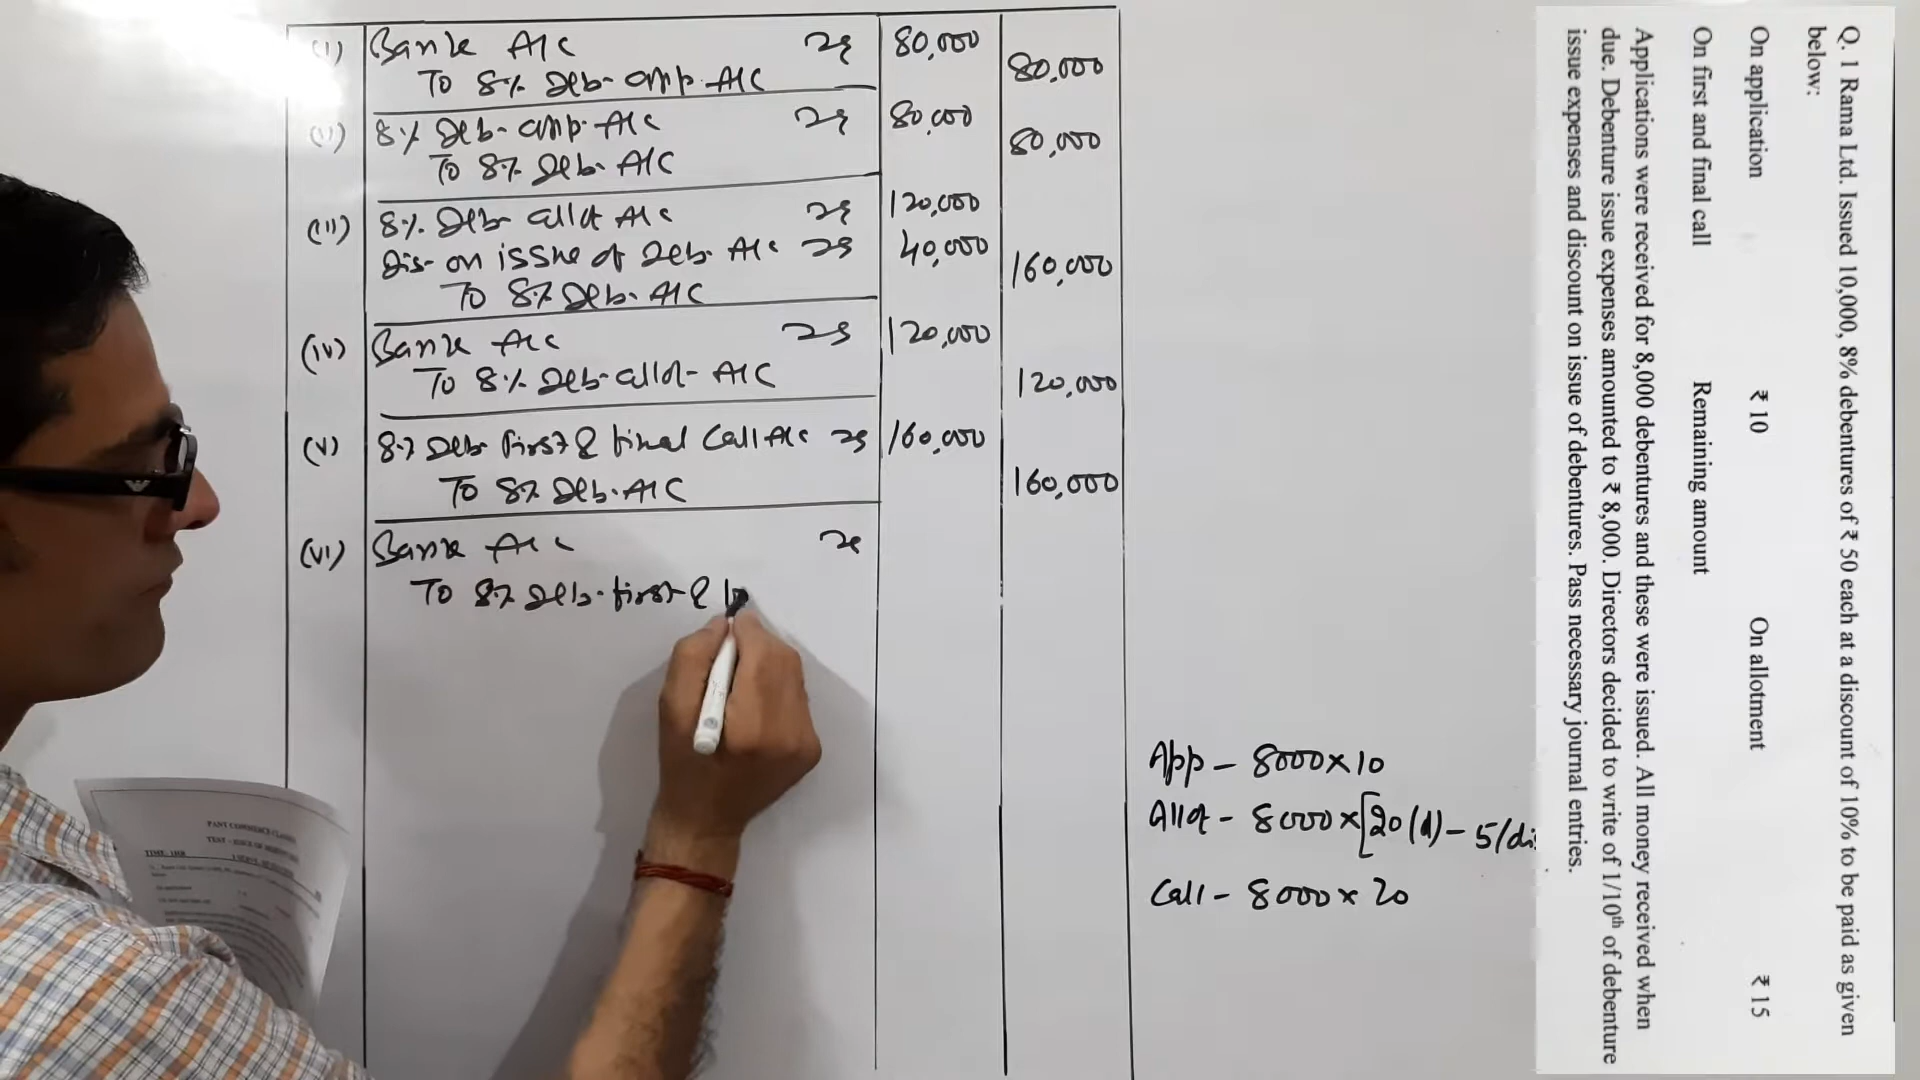 (i) Bank A/C Dr 80,000
To 8% Deb- app. A/C 80,000
(ii) 8% Deb- app. A/C Dr 80,000
To 8% Deb. A/C 80,000
(iii) 8% Deb- allot A/C Dr 120,000
Dis- on issue of Deb. A/C Dr 40,000
To 8% Deb. A/C 160,000
(iv) Bank A/C Dr 120,000
To 8% Deb- allot- A/C 120,000
(v) 8% Deb- first & final Call A/C Dr 160,000
To 8% Deb. A/C 160,000
(vi) Bank A/C Dr
To 8% Deb. first &
App - 8000 x 10
Allot - 8000 x [20 (d) - 5/dis
Call - 8000 x 20
Q. 1 Rama Ltd. Issued 10,000, 8% debentures of ₹ 50 each at a discount of 10% to be paid as given
below:
On application ₹ 10 On allotment ₹ 15
On first and final call Remaining amount
Applications were received for 8,000 debentures and these were issued. All money received when
due. Debenture issue expenses amounted to ₹ 8,000. Directors decided to write of 1/10th of debenture
issue expenses and discount on issue of debentures. Pass necessary journal entries.
PANT COMMERCE CLASSES